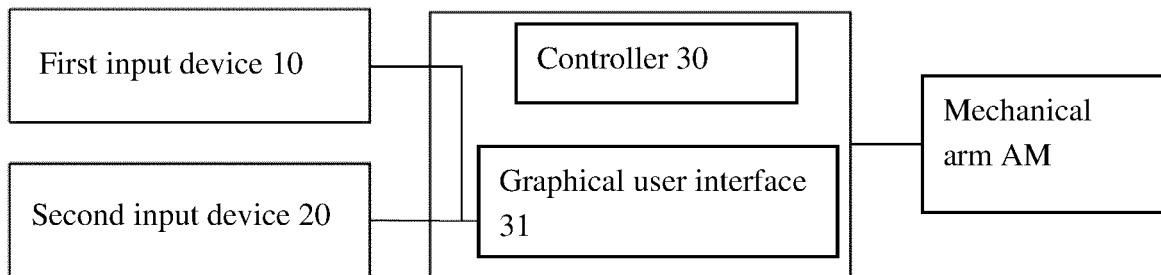 First input device 10
Controller 30
Mechanical
arm AM
Graphical user interface
31
Second input device 20